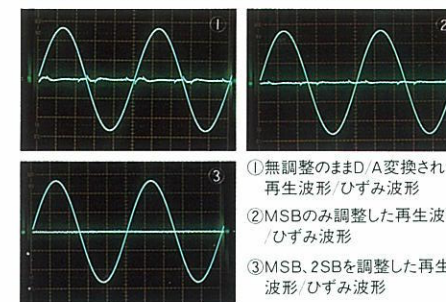 ①
②
③
①無調整のままD/A変換され
再生波形/ひずみ波形
②MSBのみ調整した再生波
/ひずみ波形
③MSB、2SBを調整した再生
波形/ひずみ波形